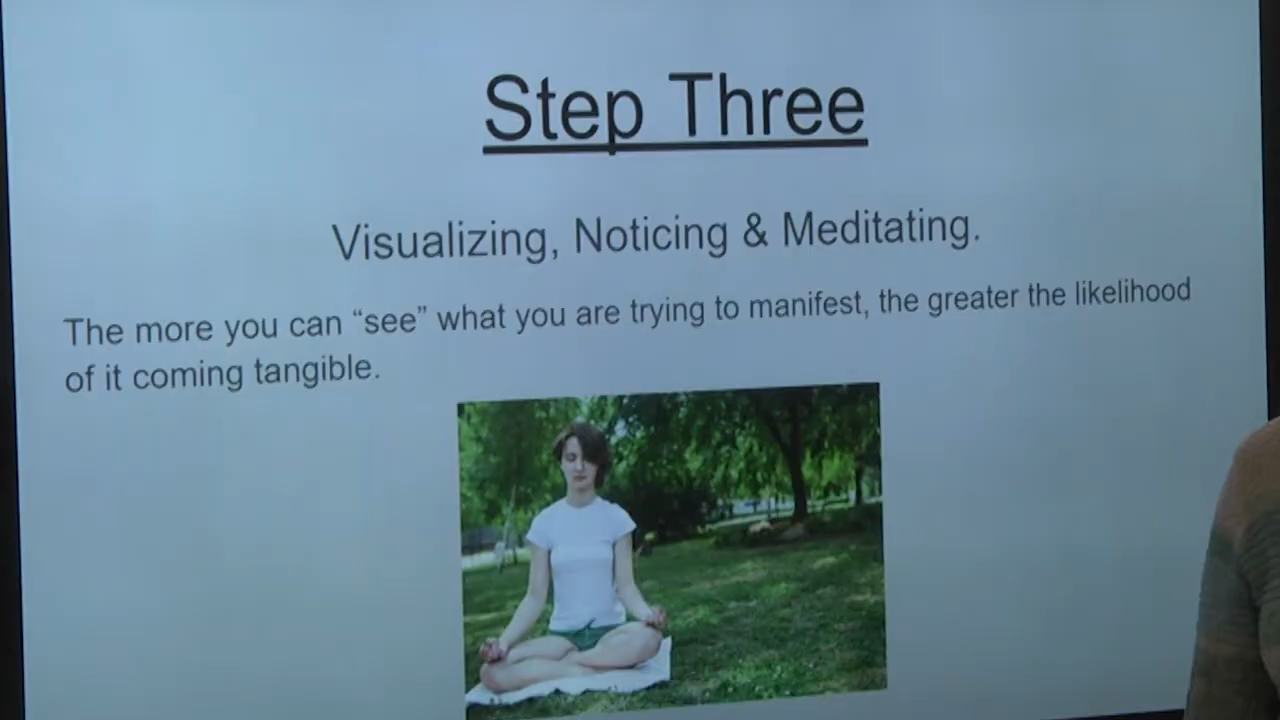 Step Three
Visualizing, Noticing & Meditating.
The more you can “see” what you are trying to manifest, the greater the likelihood
of it coming tangible.